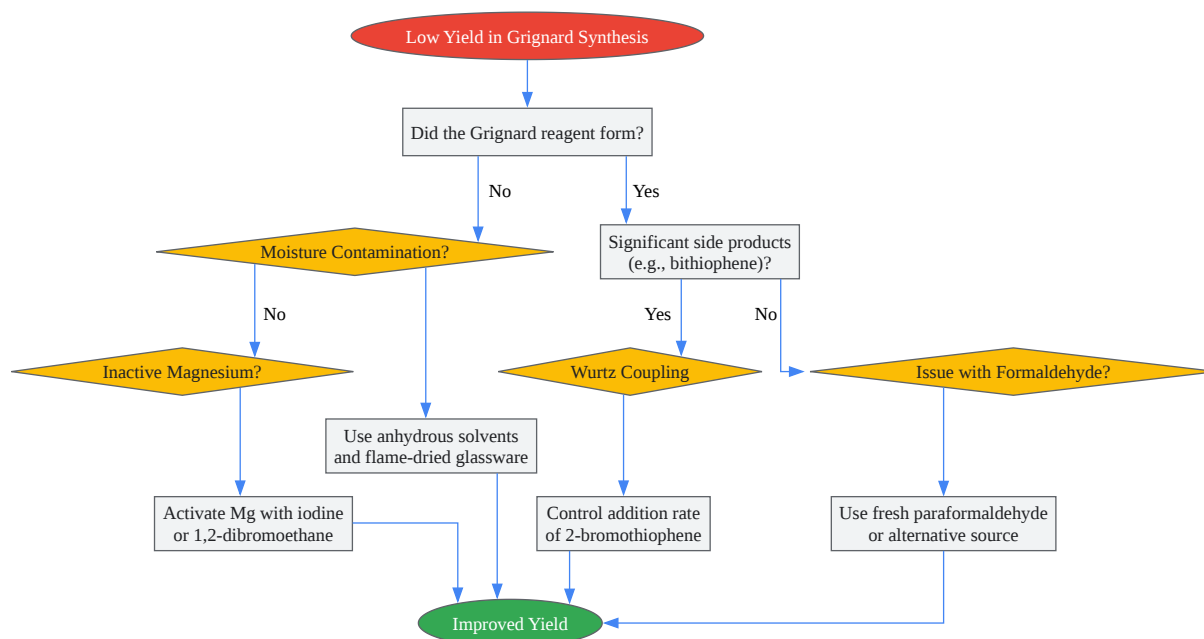 Low Yield in Grignard Synthesis
Did the Grignard reagent form?
No
Yes
Moisture Contamination?
Significant side products
(e.g., bithiophene)?
No
Yes
No
Inactive Magnesium?
Wurtz Coupling
Issue with Formaldehyde?
Use anhydrous solvents
and flame-dried glassware
Activate Mg with iodine
or 1,2-dibromoethane
Control addition rate
of 2-bromothiophene
Use fresh paraformaldehyde
or alternative source
Improved Yield